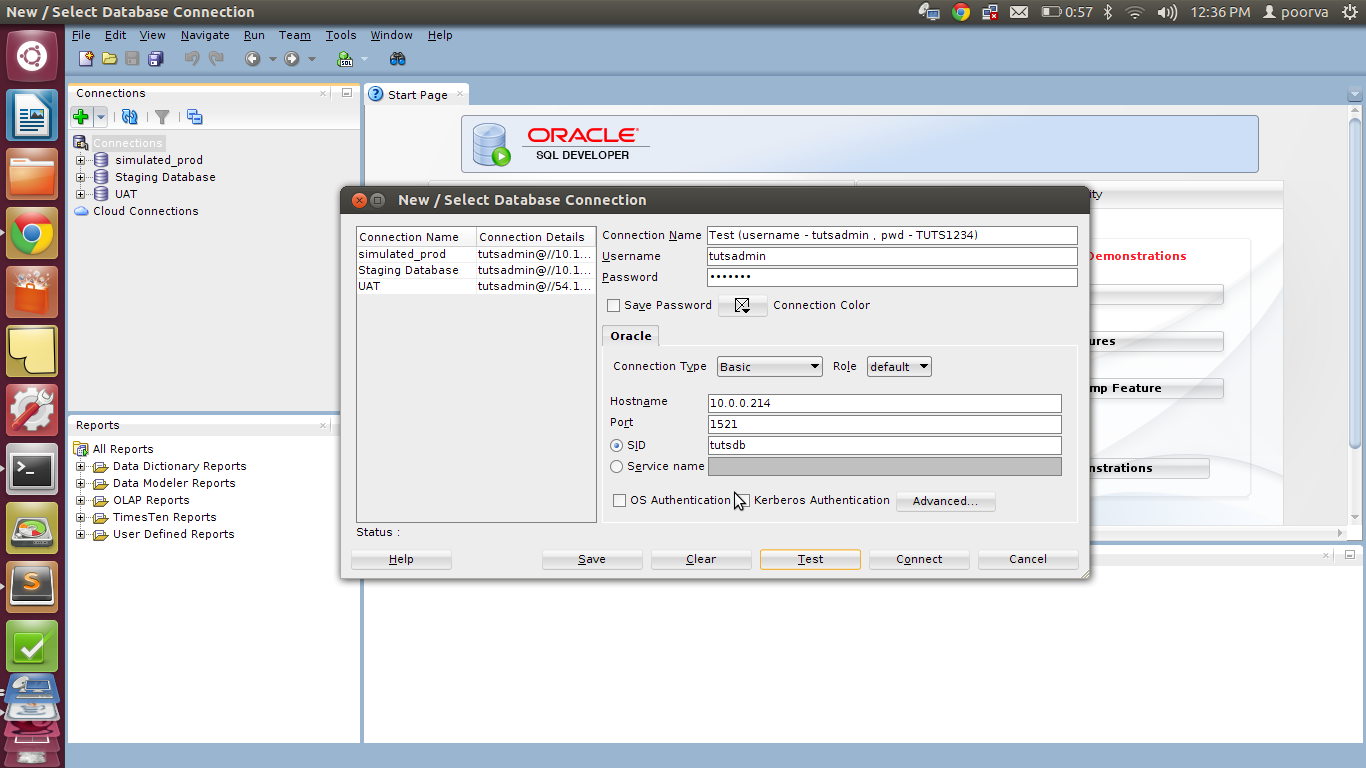 New / Select Database Connection
0:57
12:36 PM
poorva
File Edit View Navigate Run Team Tools Window Help
Connections
Start Page
Connections
simulated_prod
Staging Database
UAT
Cloud Connections
ORACLE
SQL DEVELOPER
Demonstrations
ures
mp Feature
nstrations
New / Select Database Connection
Connection Name Connection Details
simulated_prod tutsadmin@//10.1...
Staging Database tutsadmin@//10.1...
UAT tutsadmin@//54.1...
Connection Name Test (username - tutsadmin , pwd - TUTS1234)
Username tutsadmin
Password •••••••
Save Password Connection Color
Oracle
Connection Type Basic Role default
Hostname 10.0.0.214
Port 1521
SID tutsdb
Service name
OS Authentication Kerberos Authentication Advanced...
Status :
Help Save Clear Test Connect Cancel
Reports
All Reports
Data Dictionary Reports
Data Modeler Reports
OLAP Reports
TimesTen Reports
User Defined Reports